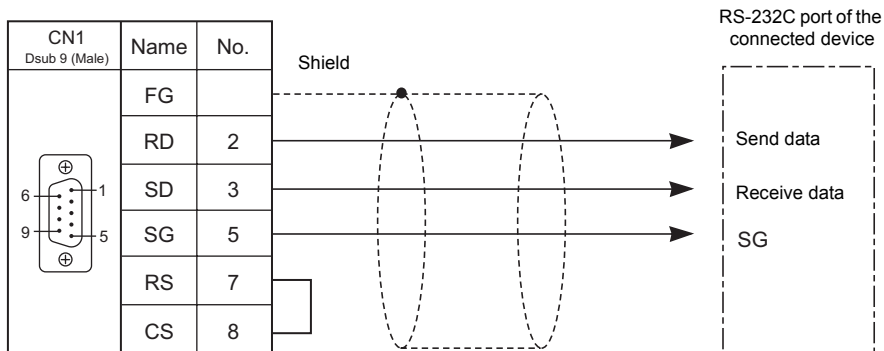 RS-232C port of the
connected device
CN1
Dsub 9 (Male)
Name
No.
Shield
FG
RD
2
Send data
SD
3
Receive data
SG
5
SG
RS
7
CS
8
6
1
9
5